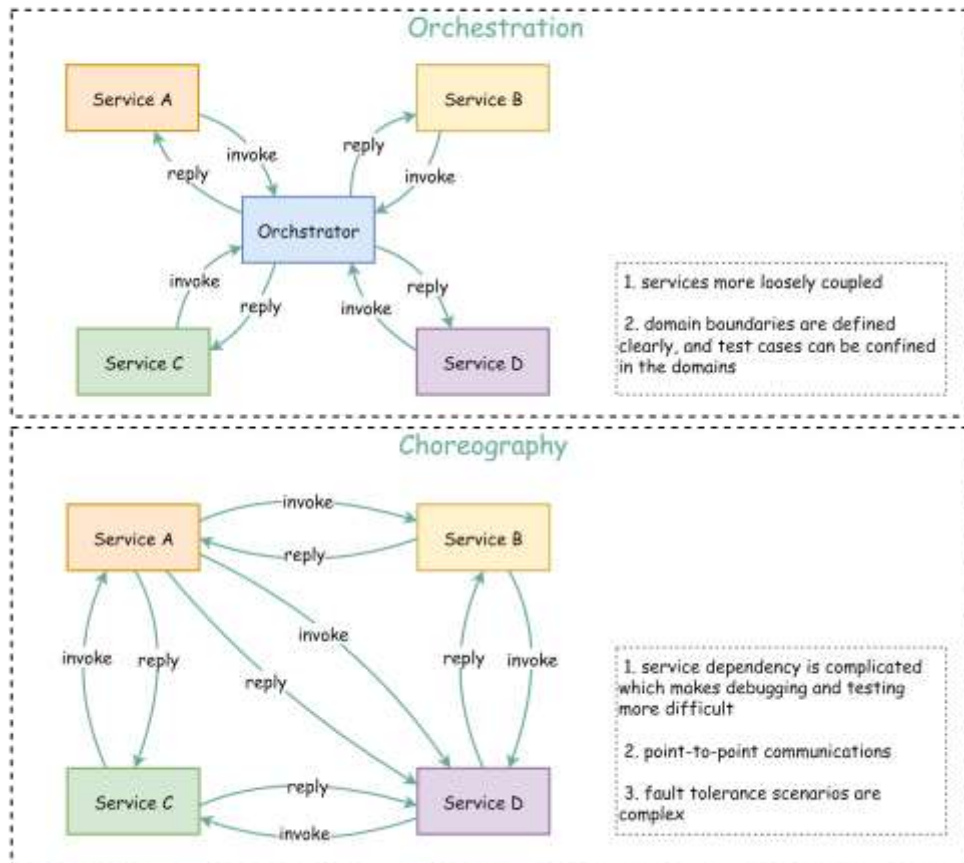 Orchestration
Service A
Service B
invoke
reply
reply
invoke
Orchstrator
invoke
reply
reply
invoke
Service C
Service D
1. services more loosely coupled
2. domain boundaries are defined
clearly, and test cases can be confined
in the domains
Choreography
invoke
Service A
Service B
reply
invoke
reply
invoke
reply
reply
invoke
Service C
reply
invoke
Service D
1. service dependency is complicated
which makes debugging and testing
more difficult
2. point-to-point communications
3. fault tolerance scenarios are
complex